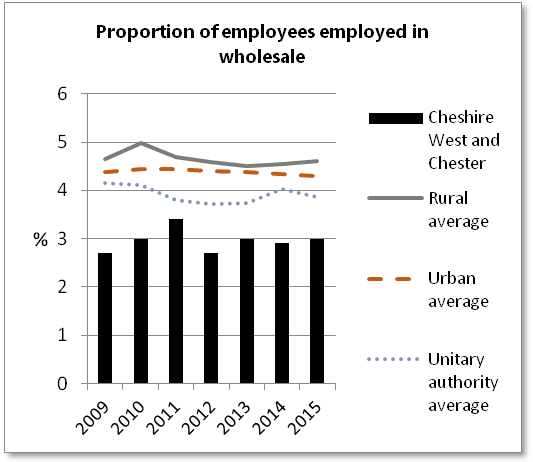 Proportion of employees employed in
wholesale
6
5
4
3
2
1
0
%
2009
2010
2011
2012
2013
2014
2015
Cheshire
West and
Chester
Rural
average
Urban
average
Unitary
authority
average